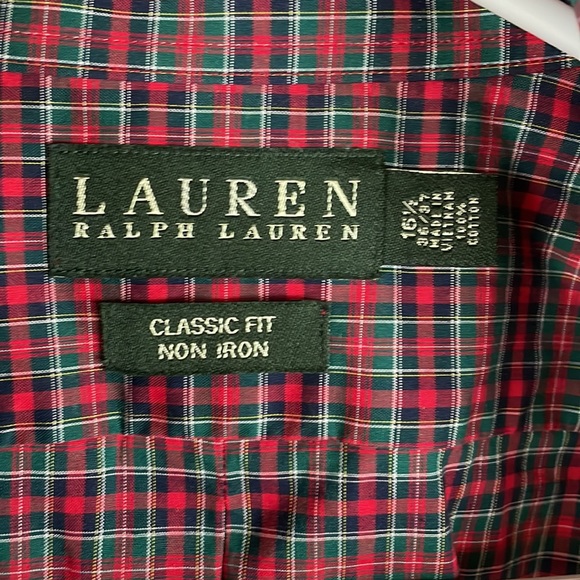 LAUREN
RALPH LAUREN
16½
36/37
MADE IN
VIETNAM
100%
COTTON
CLASSIC FIT
NON IRON